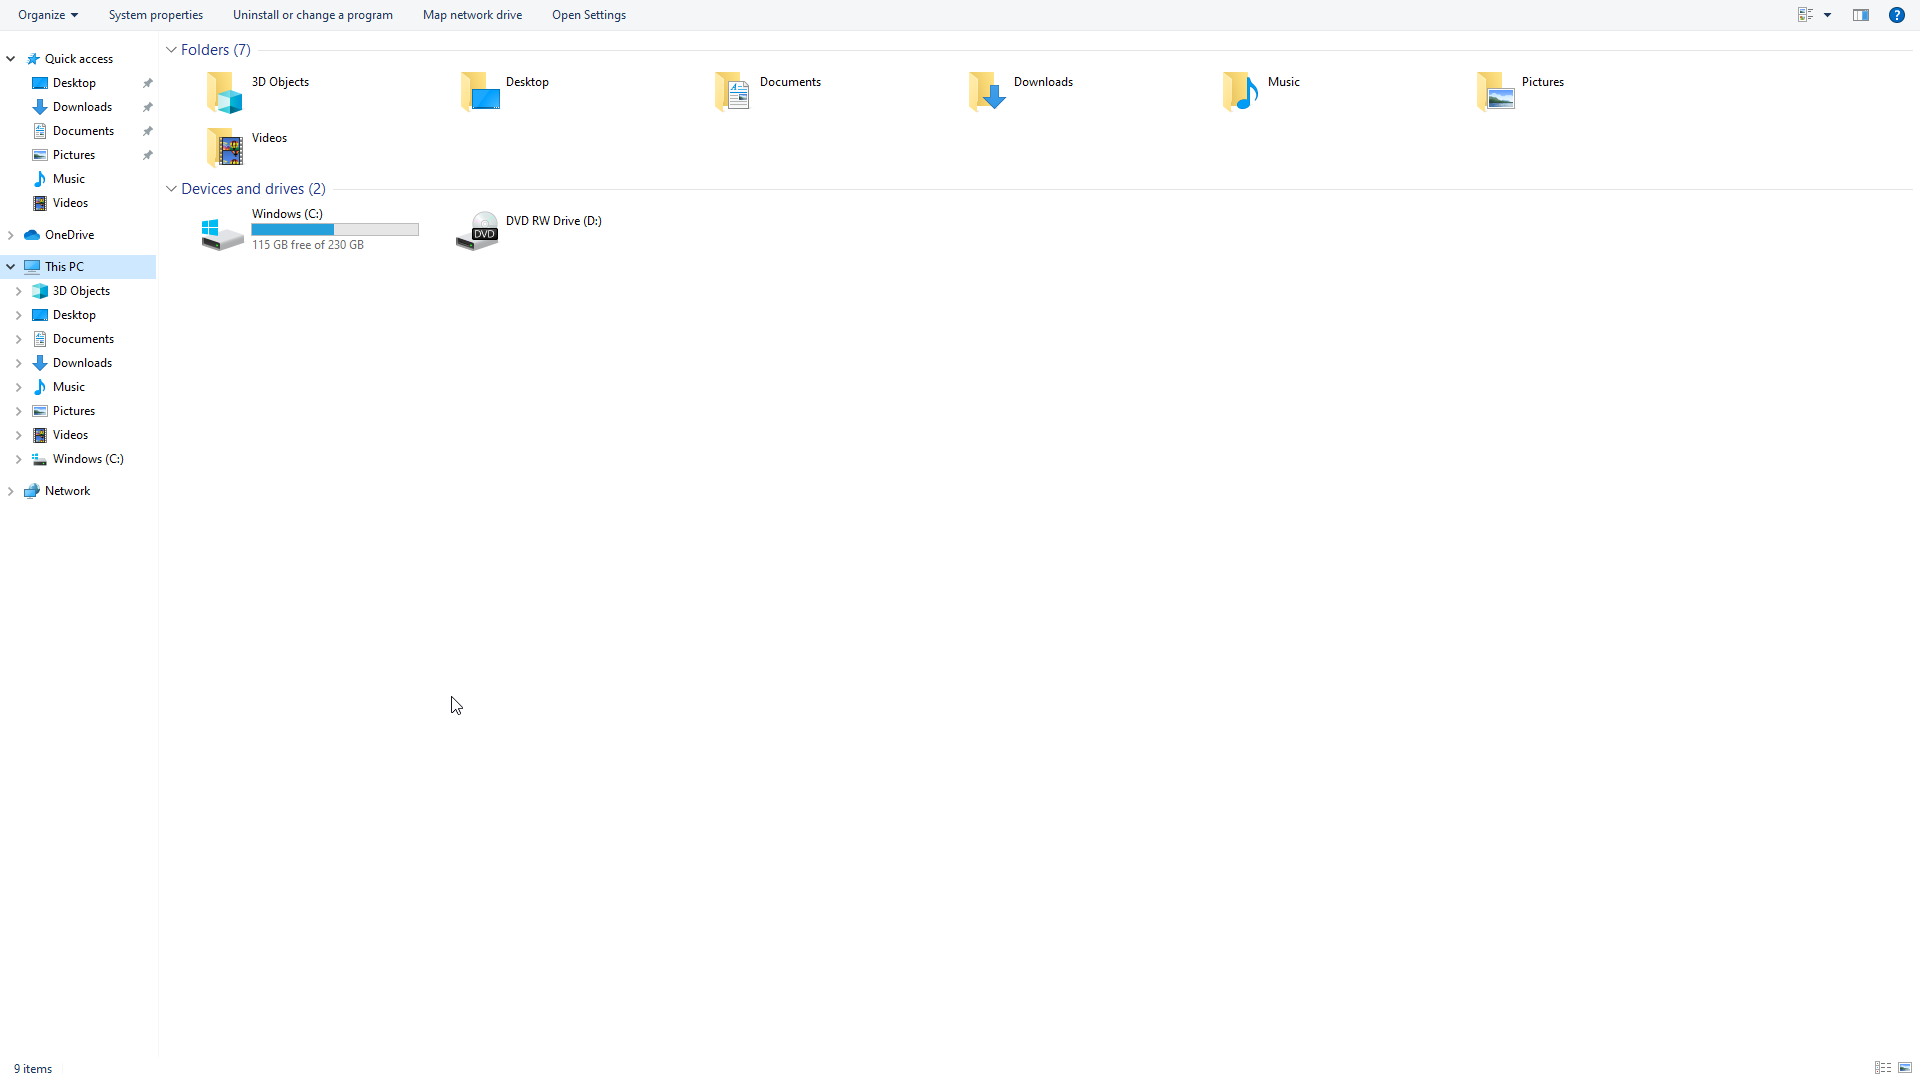 Organize System properties Uninstall or change a program Map network drive Open Settings
Quick access
Desktop
Downloads
Documents
Pictures
Music
Videos
OneDrive
This PC
3D Objects
Desktop
Documents
Downloads
Music
Pictures
Videos
Windows (C:)
Network
Folders (7)
3D Objects Desktop Documents Downloads Music Pictures
Videos
Devices and drives (2)
Windows (C:)
115 GB free of 230 GB
DVD
DVD RW Drive (D:)
9 items